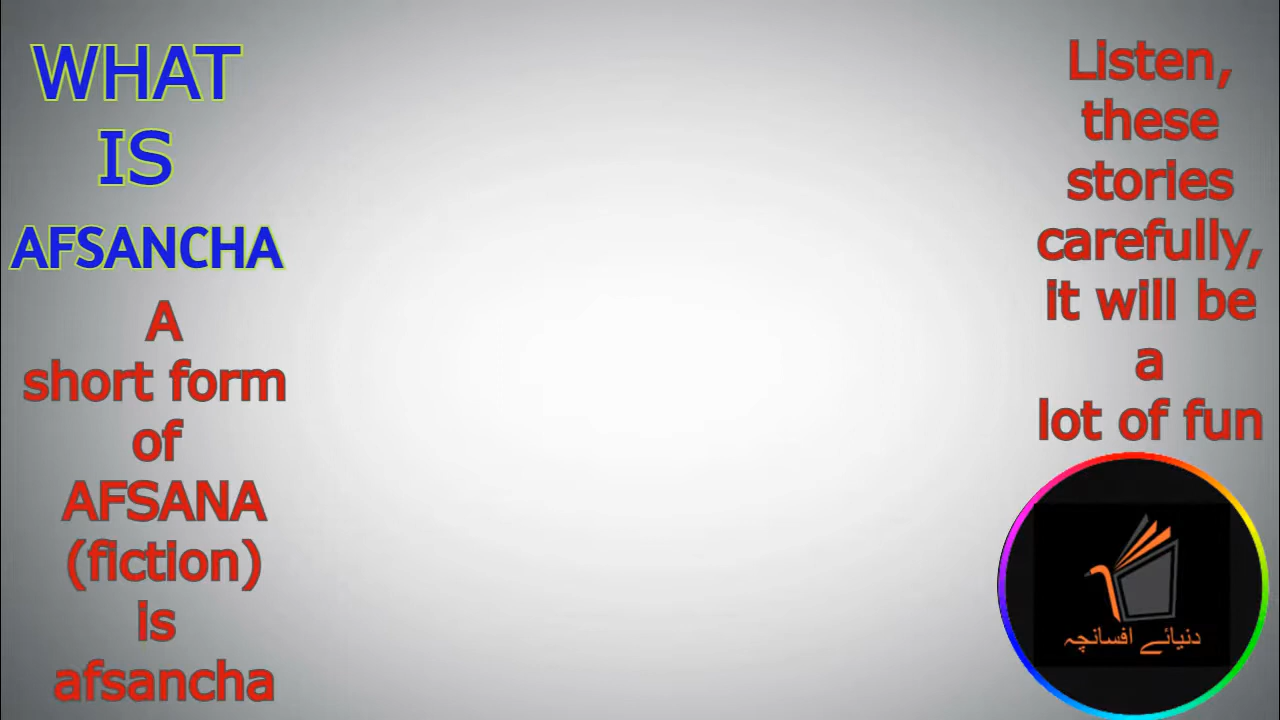 WHAT
IS
AFSANCHA
A
short form
of
AFSANA
(fiction)
is
afsancha
Listen,
these
stories
carefully,
it will be
a
lot of fun
دنیائے افسانچہ